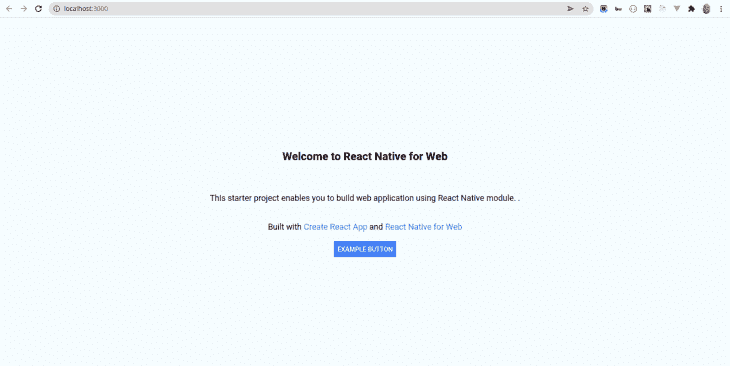 localhost:3000
Welcome to React Native for Web
This starter project enables you to build web application using React Native module. .
Built with Create React App and React Native for Web
EXAMPLE BUTTON